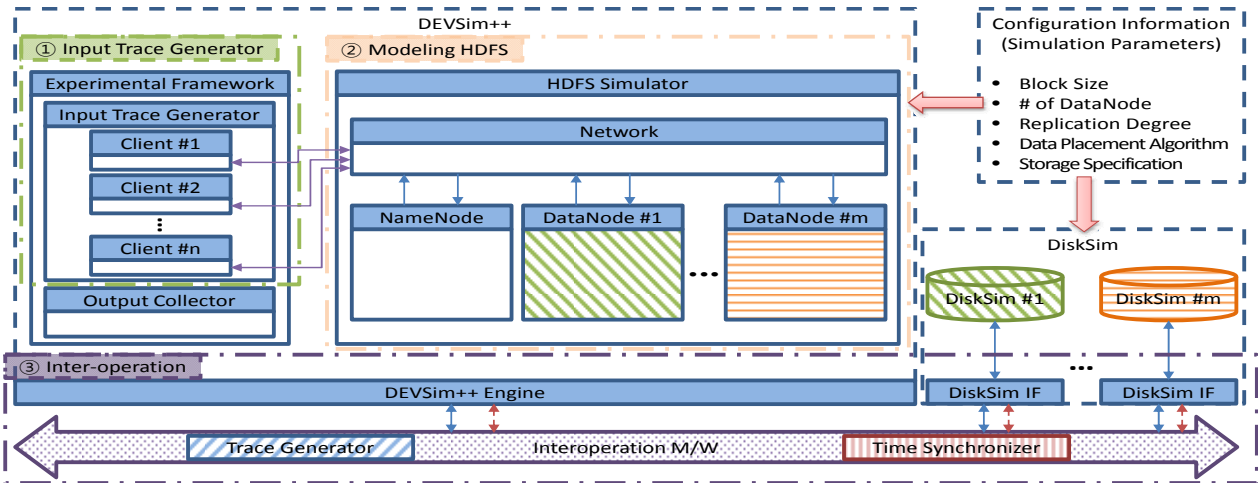 DEVSim++
① Input Trace Generator
Experimental Framework
Input Trace Generator
Client #1
Client #2
⋮
Client #n
Output Collector
② Modeling HDFS
HDFS Simulator
Network
NameNode
DataNode #1
...
DataNode #m
Configuration Information
(Simulation Parameters)
• Block Size
• # of DataNode
• Replication Degree
• Data Placement Algorithm
• Storage Specification
DiskSim
DiskSim #1
DiskSim #m
...
③ Inter-operation
DEVSim++ Engine
DiskSim IF
DiskSim IF
Trace Generator
Interoperation M/W
Time Synchronizer